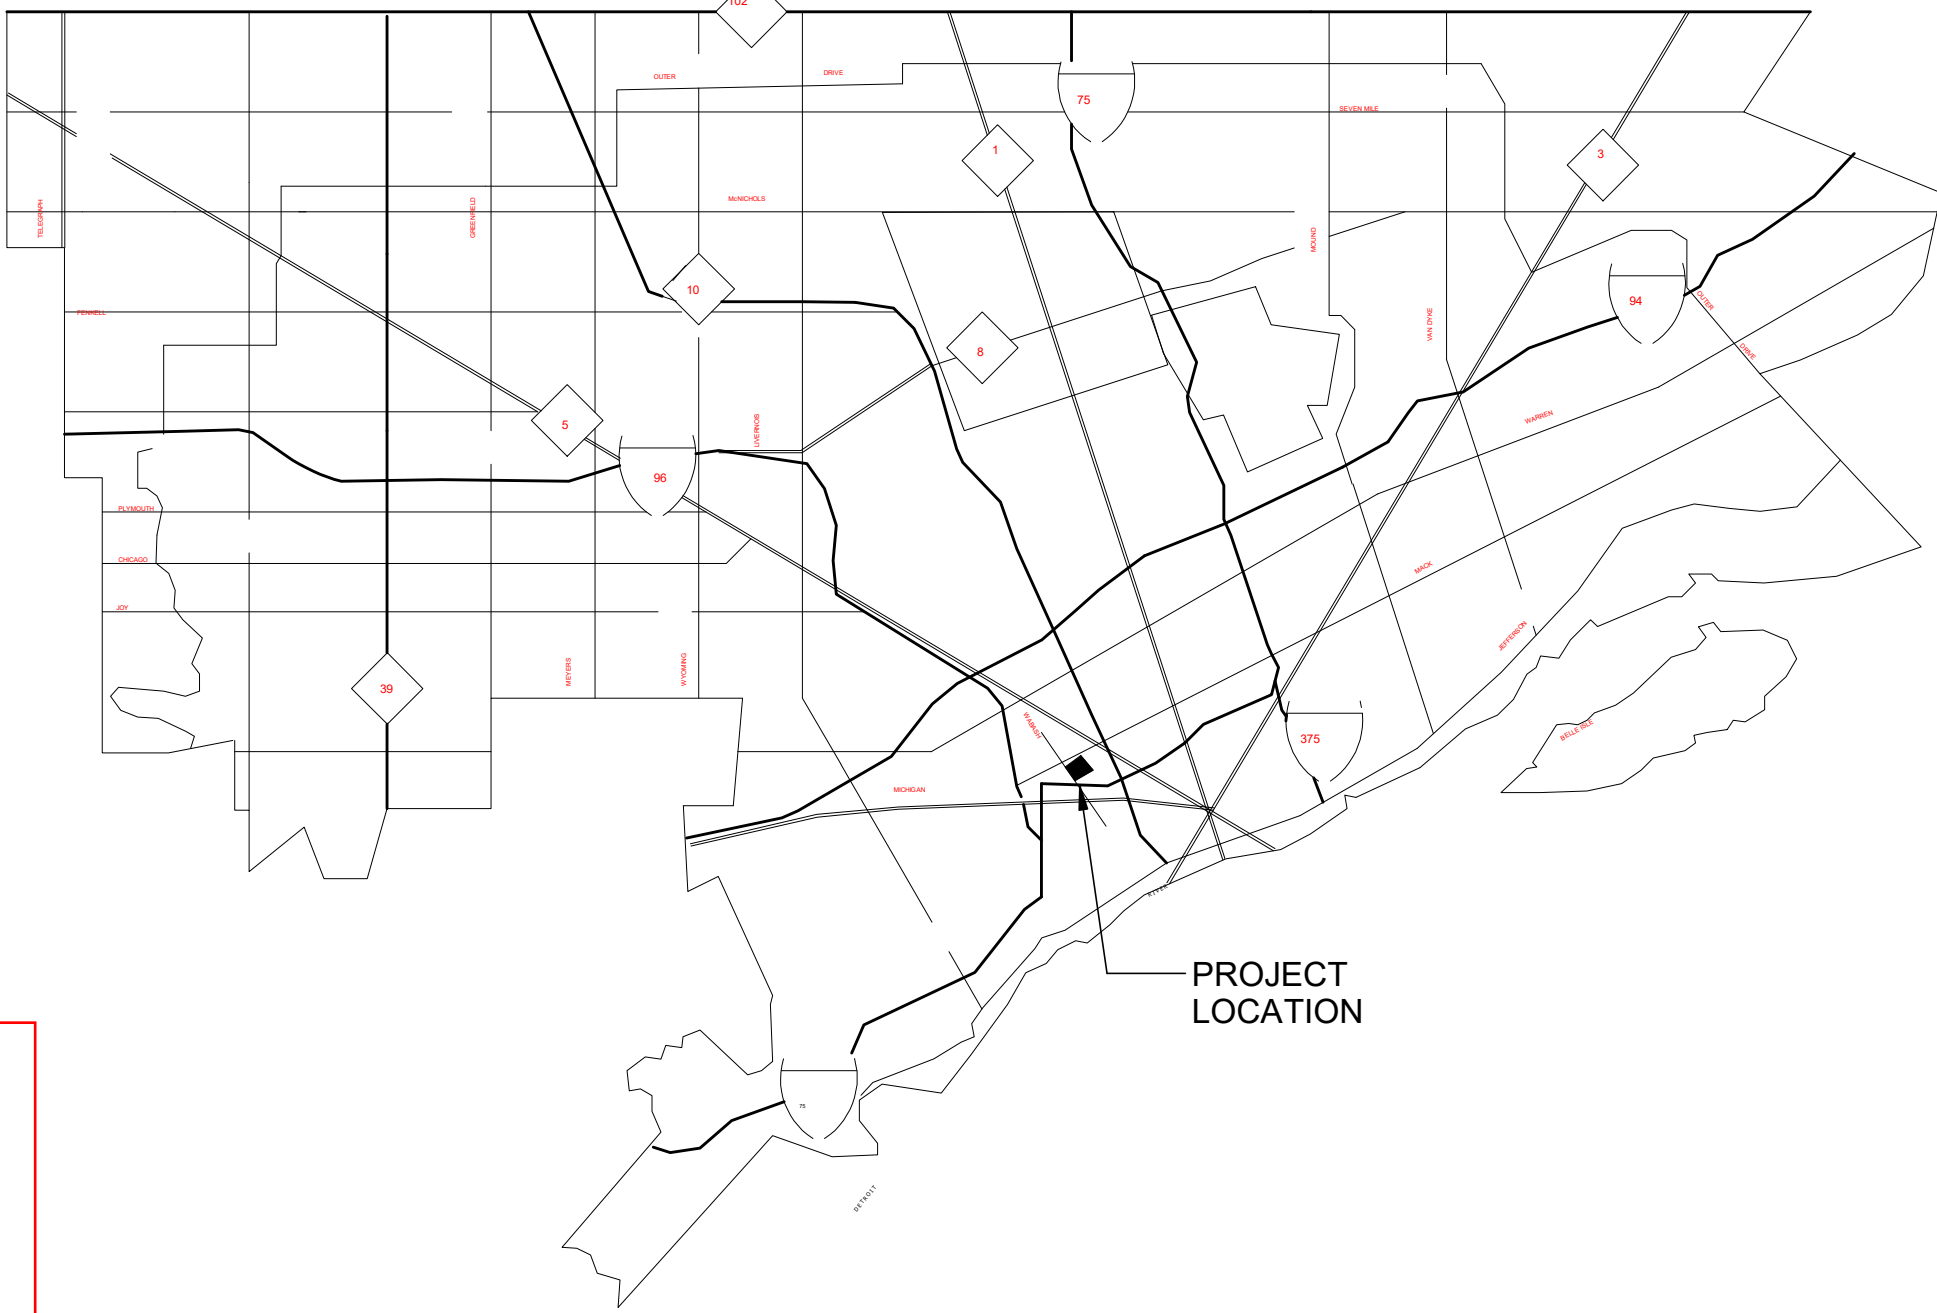 102
OUTER
DRIVE
75
SEVEN MILE
1
3
McNICHOLS
TELEGRAPH
GREENFIELD
MOUND
10
94
OUTER
FENKELL
VAN DYKE
8
DRIVE
5
LIVERNOIS
WARREN
96
PLYMOUTH
CHICAGO
MACK
JOY
JEFFERSON
MEYERS
WYOMING
39
WABASH
BELLE ISLE
375
MICHIGAN
RIVER
PROJECT
LOCATION
75
DETROIT